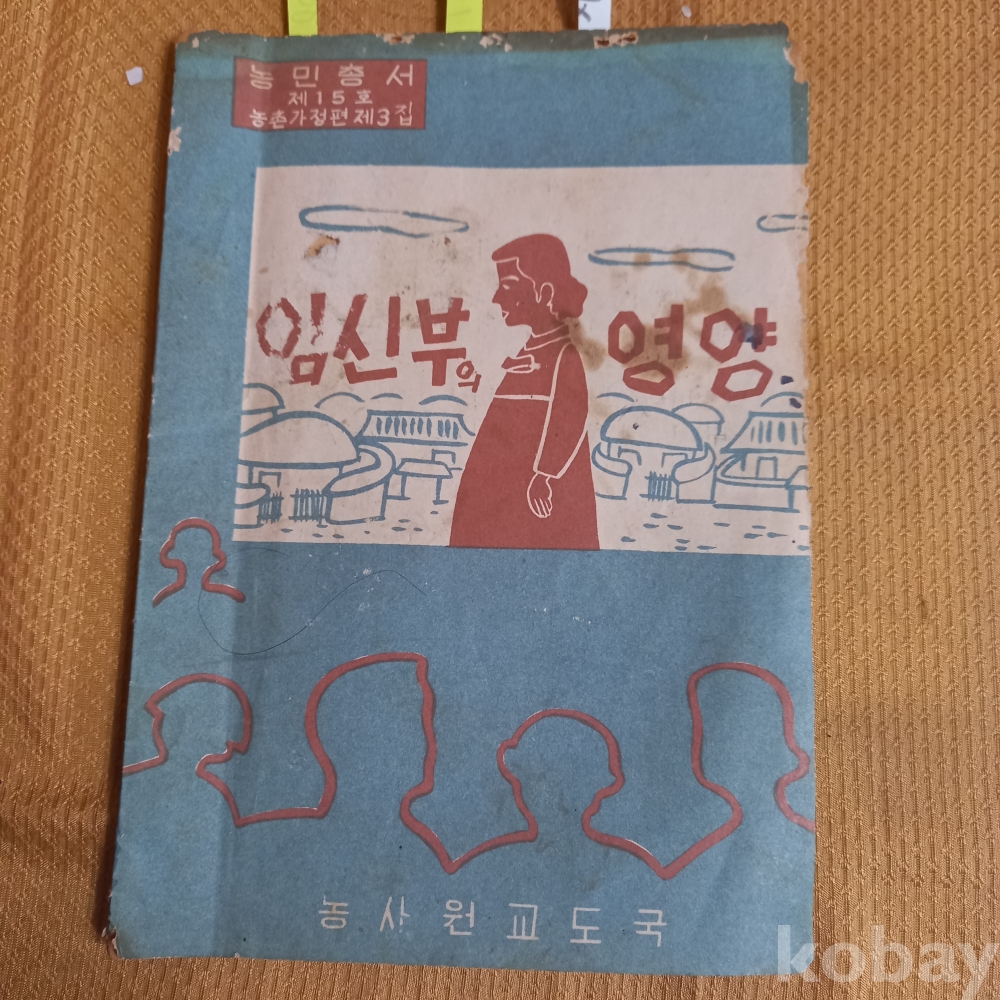 농민총서
제15호
농촌가정편제3집
임신부의 영양
농사원교도국
kobay